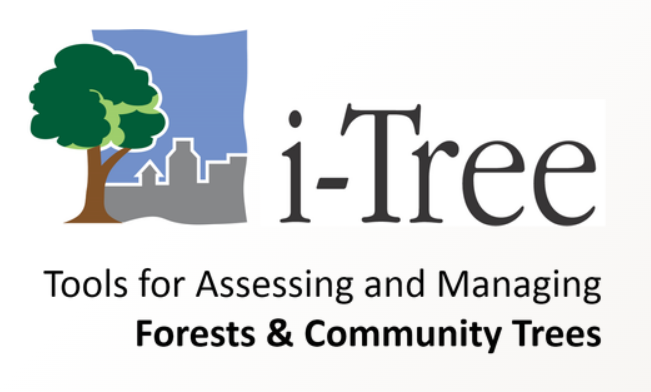 i-Tree
Tools for Assessing and Managing
Forests & Community Trees